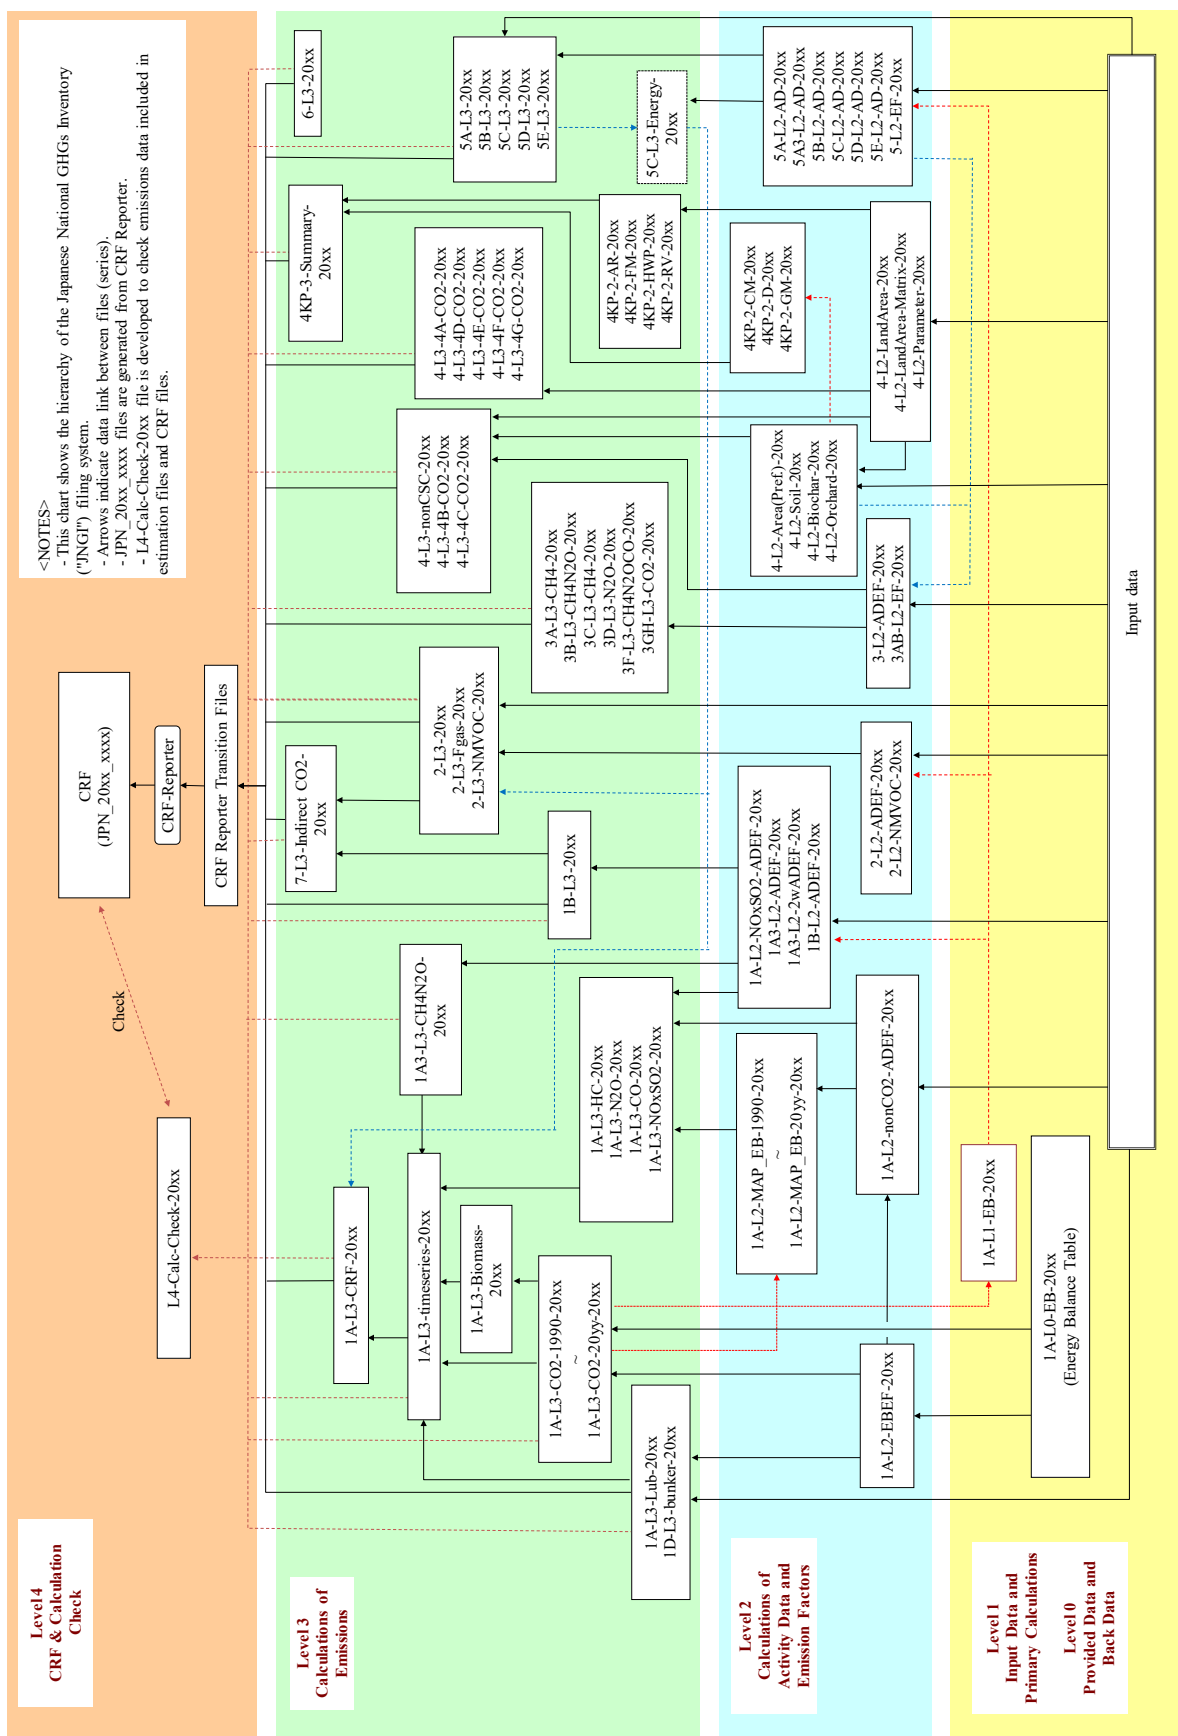 Level 4
CRF & Calculation
Check
L4-Calc-Check-20xx
Check
CRF
(JPN_20xx_xxxx)
CRF-Reporter
CRF Reporter Transition Files
<NOTES>
- This chart shows the hierarchy of the Japanese National GHGs Inventory
("JNGI") filing system.
- Arrows indicate data link between files (series).
- JPN_20xx_xxxx files are generated from CRF Reporter.
- L4-Calc-Check-20xx file is developed to check emissions data included in
estimation files and CRF files.
Level 3
Calculations of
Emissions
1A-L3-CRF-20xx
7-L3-Indirect CO2-
20xx
4KP-3-Summary-
20xx
6-L3-20xx
1A-L3-timeseries-20xx
1A3-L3-CH4N2O-
20xx
2-L3-20xx
2-L3-Fgas-20xx
2-L3-NMVOC-20xx
4-L3-nonCSC-20xx
4-L3-4B-CO2-20xx
4-L3-4C-CO2-20xx
4-L3-4A-CO2-20xx
4-L3-4D-CO2-20xx
4-L3-4E-CO2-20xx
4-L3-4F-CO2-20xx
4-L3-4G-CO2-20xx
5A-L3-20xx
5B-L3-20xx
5C-L3-20xx
5D-L3-20xx
5E-L3-20xx
1A-L3-Biomass-
20xx
1A-L3-CO2-1990-20xx
~
1A-L3-CO2-20yy-20xx
1A-L3-HC-20xx
1A-L3-N2O-20xx
1A-L3-CO-20xx
1A-L3-NOxSO2-20xx
1B-L3-20xx
3A-L3-CH4-20xx
3B-L3-CH4N2O-20xx
3C-L3-CH4-20xx
3D-L3-N2O-20xx
3F-L3-CH4N2OCO-20xx
3GH-L3-CO2-20xx
4KP-2-AR-20xx
4KP-2-FM-20xx
4KP-2-HWP-20xx
4KP-2-RV-20xx
5C-L3-Energy-
20xx
1A-L3-Lub-20xx
1D-L3-bunker-20xx
Level 2
Calculations of
Activity Data and
Emission Factors
1A-L2-MAP_EB-1990-20xx
~
1A-L2-MAP_EB-20yy-20xx
1A-L2-NOxSO2-ADEF-20xx
1A3-L2-ADEF-20xx
1A3-L2-2wADEF-20xx
1B-L2-ADEF-20xx
4-L2-Area(Pref.)-20xx
4-L2-Soil-20xx
4-L2-Biochar-20xx
4-L2-Orchard-20xx
4KP-2-CM-20xx
4KP-2-D-20xx
4KP-2-GM-20xx
5A-L2-AD-20xx
5A3-L2-AD-20xx
5B-L2-AD-20xx
5C-L2-AD-20xx
5D-L2-AD-20xx
5E-L2-AD-20xx
5-L2-EF-20xx
1A-L2-EBEF-20xx
1A-L2-nonCO2-ADEF-20xx
2-L2-ADEF-20xx
2-L2-NMVOC-20xx
3-L2-ADEF-20xx
3AB-L2-EF-20xx
4-L2-LandArea-20xx
4-L2-LandArea-Matrix-20xx
4-L2-Parameter-20xx
Level 1
Input Data and
Primary Calculations
Level 0
Provided Data and
Back Data
1A-L1-EB-20xx
1A-L0-EB-20xx
(Energy Balance Table)
Input data